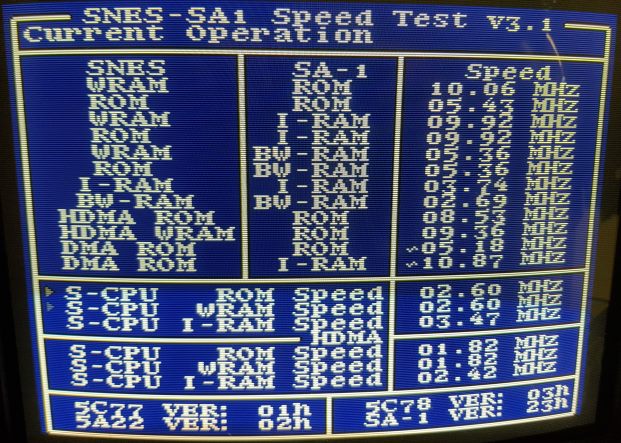 SNES-SA1 Speed Test v3.1
Current Operation
SNES SA-1 Speed
WRAM ROM 10.06 MHZ
ROM ROM 05.43 MHZ
WRAM I-RAM 09.92 MHZ
ROM I-RAM 09.92 MHZ
WRAM BW-RAM 05.36 MHZ
ROM BW-RAM 05.36 MHZ
I-RAM I-RAM 03.74 MHZ
BW-RAM BW-RAM 02.69 MHZ
HDMA ROM ROM 08.53 MHZ
HDMA WRAM ROM 09.36 MHZ
DMA ROM ROM ~05.18 MHZ
DMA ROM I-RAM ~10.87 MHZ
S-CPU ROM Speed 02.60 MHZ
S-CPU WRAM Speed 02.60 MHZ
S-CPU I-RAM Speed 03.47 MHZ
HDMA
S-CPU ROM Speed 01.82 MHZ
S-CPU WRAM Speed 01.82 MHZ
S-CPU I-RAM Speed 02.42 MHZ
5C77 VER: 01h 5C78 VER: 03h
5A22 VER: 02h SA-1 VER: 23h